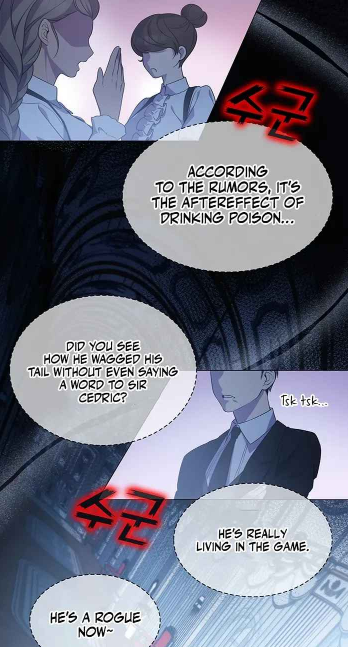 수군
ACCORDING
TO THE RUMORS, IT'S
THE AFTEREFFECT OF
DRINKING POISON...
DID YOU SEE
HOW HE WAGGED HIS
TAIL WITHOUT EVEN SAYING
A WORD TO SIR
CEDRIC?
Tsk tsk...
수군
HE'S REALLY
LIVING IN THE GAME.
HE'S A ROGUE
NOW~